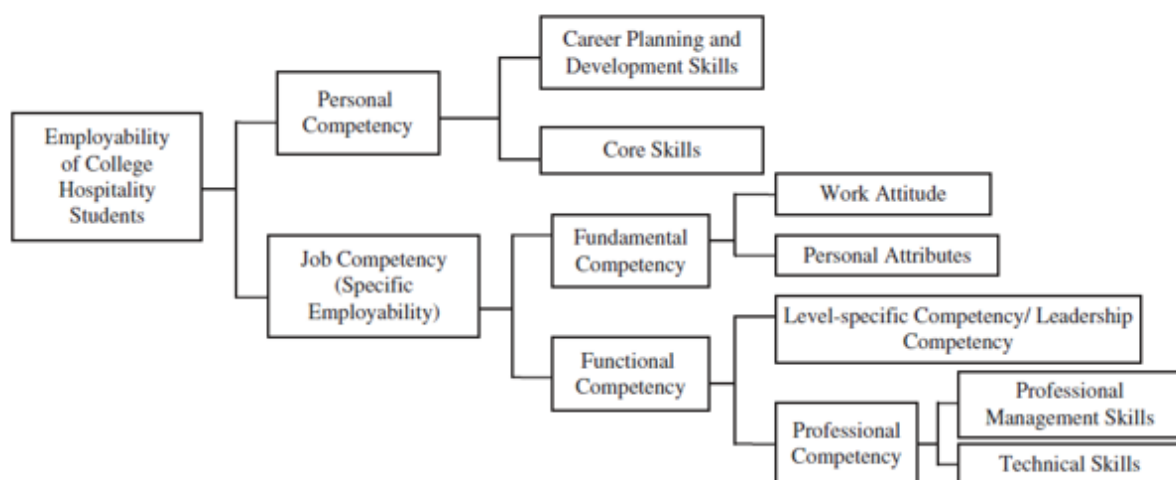 Employability
of College
Hospitality
Students
Personal
Competency
Career Planning and
Development Skills
Core Skills
Job Competency
(Specific
Employability)
Fundamental
Competency
Work Attitude
Personal Attributes
Functional
Competency
Level-specific Competency/ Leadership
Competency
Professional
Competency
Professional
Management Skills
Technical Skills